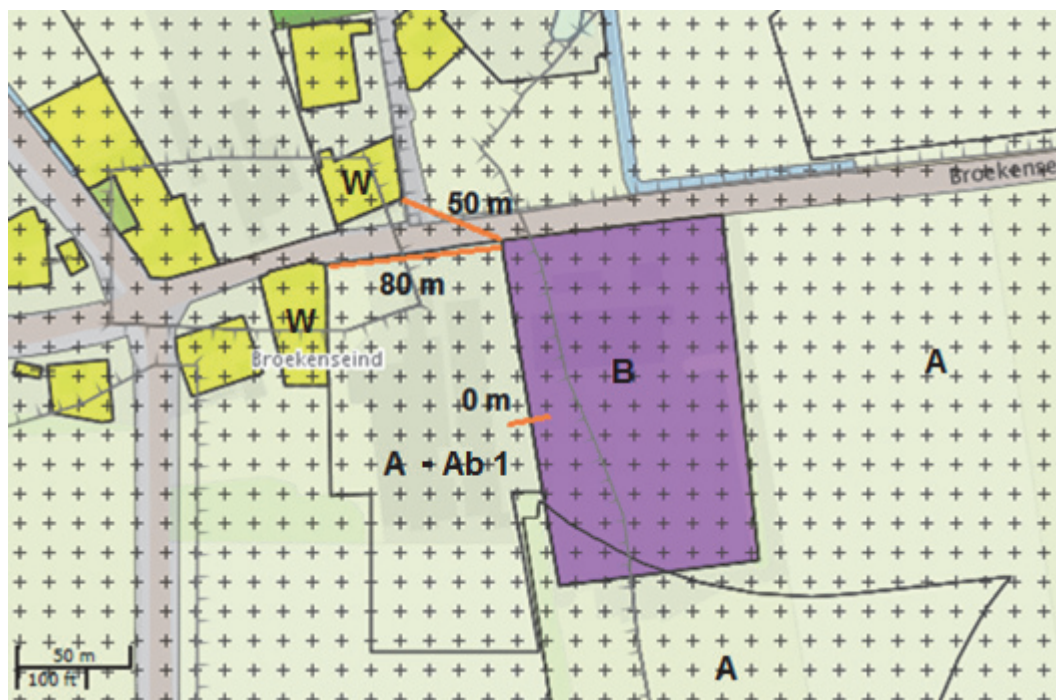 Broekense
W
50 m
80 m
W
Broekenseind
B
A
0 m
A - Ab 1
50 m
100 ft
A